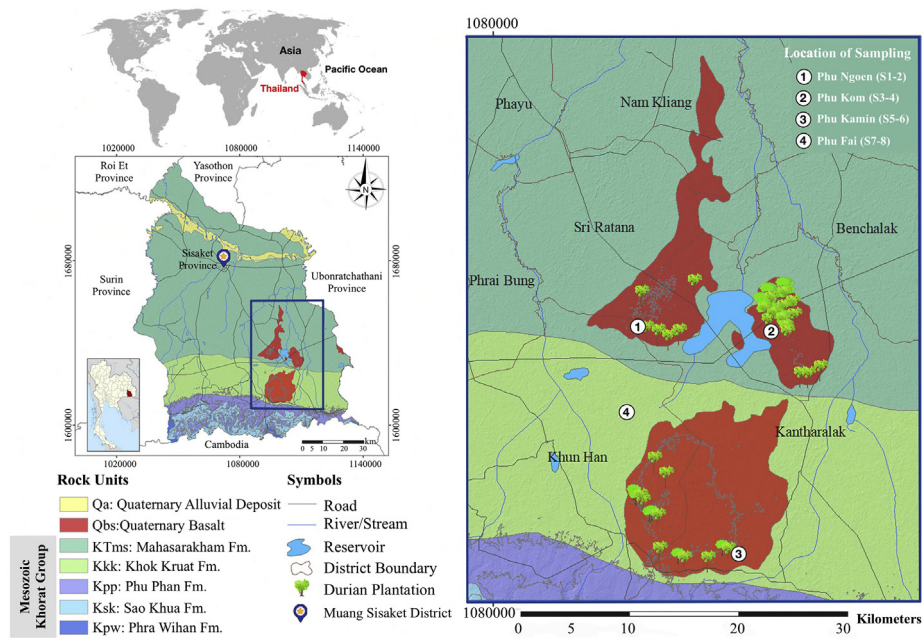 Asia
Pacific Ocean
Thailand
1020000
1080000
1140000
Roi Et
Province
Yasothon
Province
N
1680000
1680000
Sisaket
Province
Surin
Province
Ubonratchathani
Province
1600000
1600000
Cambodia
0 5 10 20 30
km
1020000
1080000
1140000
Rock Units
Qa: Quaternary Alluvial Deposit
Qbs:Quaternary Basalt
KTms: Mahasarakham Fm.
Kkk: Khok Kruat Fm.
Kpp: Phu Phan Fm.
Ksk: Sao Khua Fm.
Kpw: Phra Wihan Fm.
Mesozoic
Khorat Group
Symbols
Road
River/Stream
Reservoir
District Boundary
Durian Plantation
Muang Sisaket District
1080000
Location of Sampling
1 Phu Ngoen (S1-2)
2 Phu Kom (S3-4)
3 Phu Kamin (S5-6)
4 Phu Fai (S7-8)
Phayu
Nam Kliang
Sri Ratana
Benchalak
Phrai Bung
1
2
4
Kantharalak
Khun Han
3
1080000
0 5 10 20 30
Kilometers